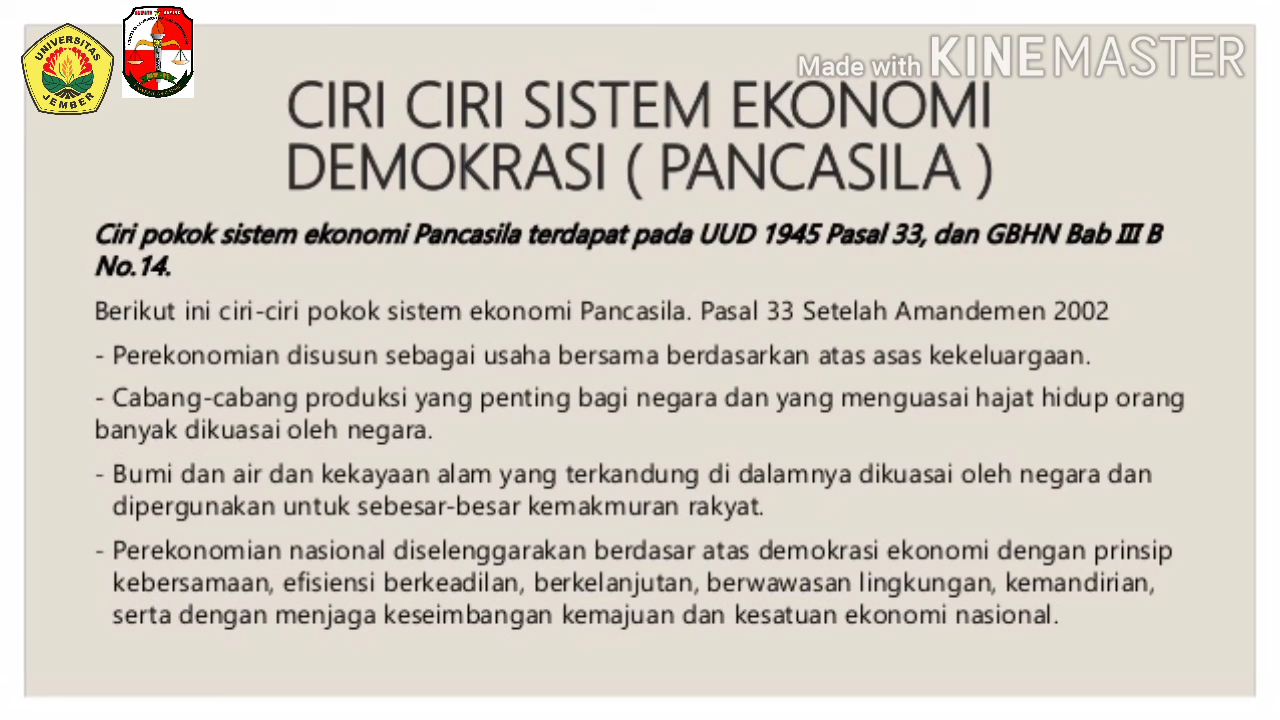 UNIVERSITAS
JEMBER
Made with KINEMASTER
CIRI CIRI SISTEM EKONOMI
DEMOKRASI ( PANCASILA )
Ciri pokok sistem ekonomi Pancasila terdapat pada UUD 1945 Pasal 33, dan GBHN Bab III B
No.14.
Berikut ini ciri-ciri pokok sistem ekonomi Pancasila. Pasal 33 Setelah Amandemen 2002
- Perekonomian disusun sebagai usaha bersama berdasarkan atas asas kekeluargaan.
- Cabang-cabang produksi yang penting bagi negara dan yang menguasai hajat hidup orang
banyak dikuasai oleh negara.
- Bumi dan air dan kekayaan alam yang terkandung di dalamnya dikuasai oleh negara dan
dipergunakan untuk sebesar-besar kemakmuran rakyat.
- Perekonomian nasional diselenggarakan berdasar atas demokrasi ekonomi dengan prinsip
kebersamaan, efisiensi berkeadilan, berkelanjutan, berwawasan lingkungan, kemandirian,
serta dengan menjaga keseimbangan kemajuan dan kesatuan ekonomi nasional.